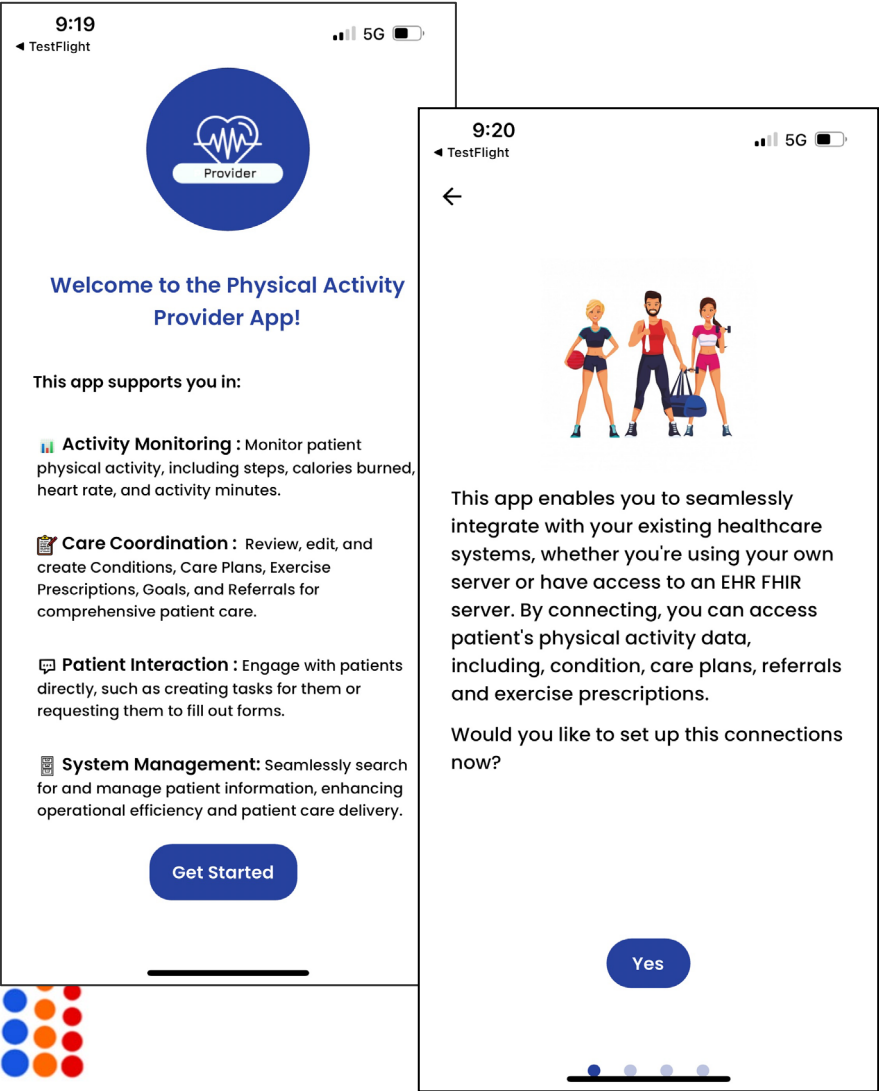 9:19
◄ TestFlight
5G
Provider
Welcome to the Physical Activity
Provider App!
This app supports you in:
Activity Monitoring : Monitor patient
physical activity, including steps, calories burned,
heart rate, and activity minutes.
Care Coordination : Review, edit, and
create Conditions, Care Plans, Exercise
Prescriptions, Goals, and Referrals for
comprehensive patient care.
Patient Interaction : Engage with patients
directly, such as creating tasks for them or
requesting them to fill out forms.
System Management: Seamlessly search
for and manage patient information, enhancing
operational efficiency and patient care delivery.
Get Started
9:20
◄ TestFlight
5G
This app enables you to seamlessly
integrate with your existing healthcare
systems, whether you're using your own
server or have access to an EHR FHIR
server. By connecting, you can access
patient's physical activity data,
including, condition, care plans, referrals
and exercise prescriptions.
Would you like to set up this connections
now?
Yes